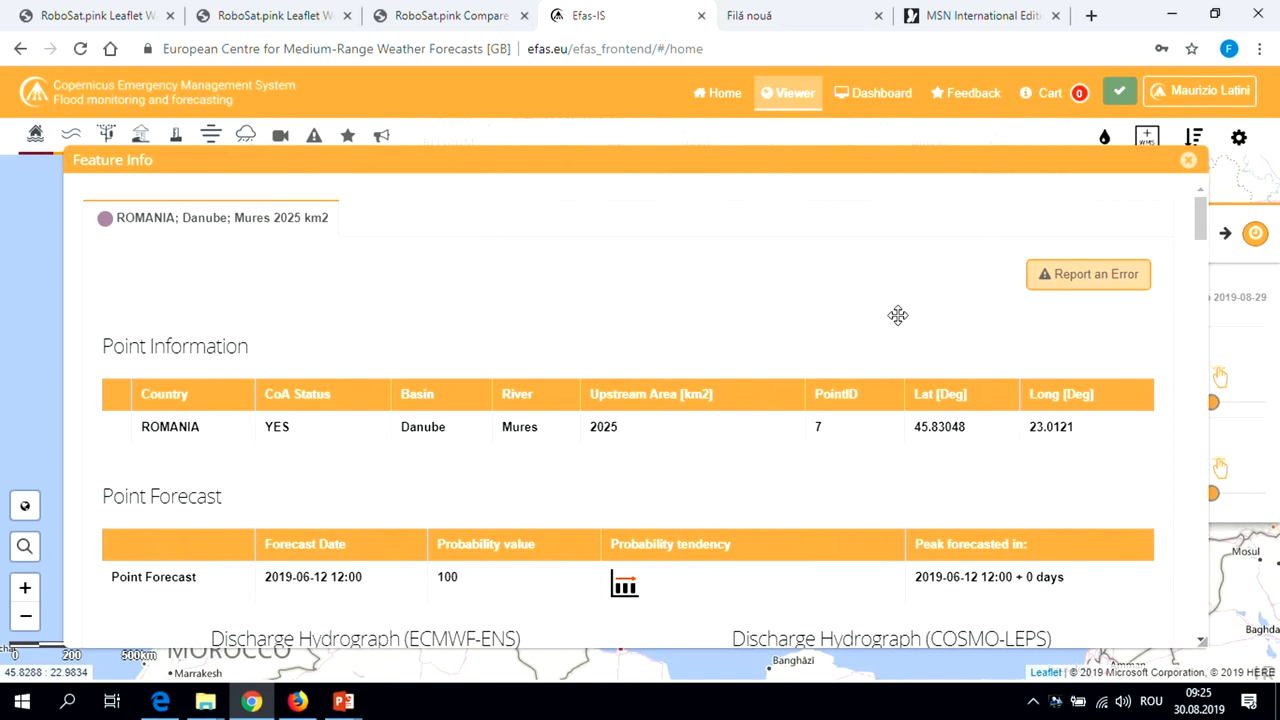 RoboSat.pink Leaflet W
RoboSat.pink Leaflet W
RoboSat.pink Compare
Efas-IS
Filă nouă
MSN International Editi
European Centre for Medium-Range Weather Forecasts [GB] | efas.eu/efas_frontend/#/home
F
Copernicus Emergency Management System
Flood monitoring and forecasting
Home
Viewer
Dashboard
Feedback
Cart 0
Maurizio Latini
WMS
Feature Info
ROMANIA; Danube; Mures 2025 km2
Report an Error
2019-08-29
Point Information
Country CoA Status Basin River Upstream Area [km2] PointID Lat [Deg] Long [Deg]
ROMANIA YES Danube Mures 2025 7 45.83048 23.0121
Point Forecast
Forecast Date Probability value Probability tendency Peak forecasted in:
Point Forecast 2019-06-12 12:00 100 2019-06-12 12:00 + 0 days
Discharge Hydrograph (ECMWF-ENS) Discharge Hydrograph (COSMO-LEPS)
Mosul
Baghda
0 200 500km
MOROCCO
Marrakesh
Banghāzī
Amman
45.8288 : 22.9834
Leaflet | © 2019 Microsoft Corporation, © 2019 HERE
ROU
09:25
30.08.2019